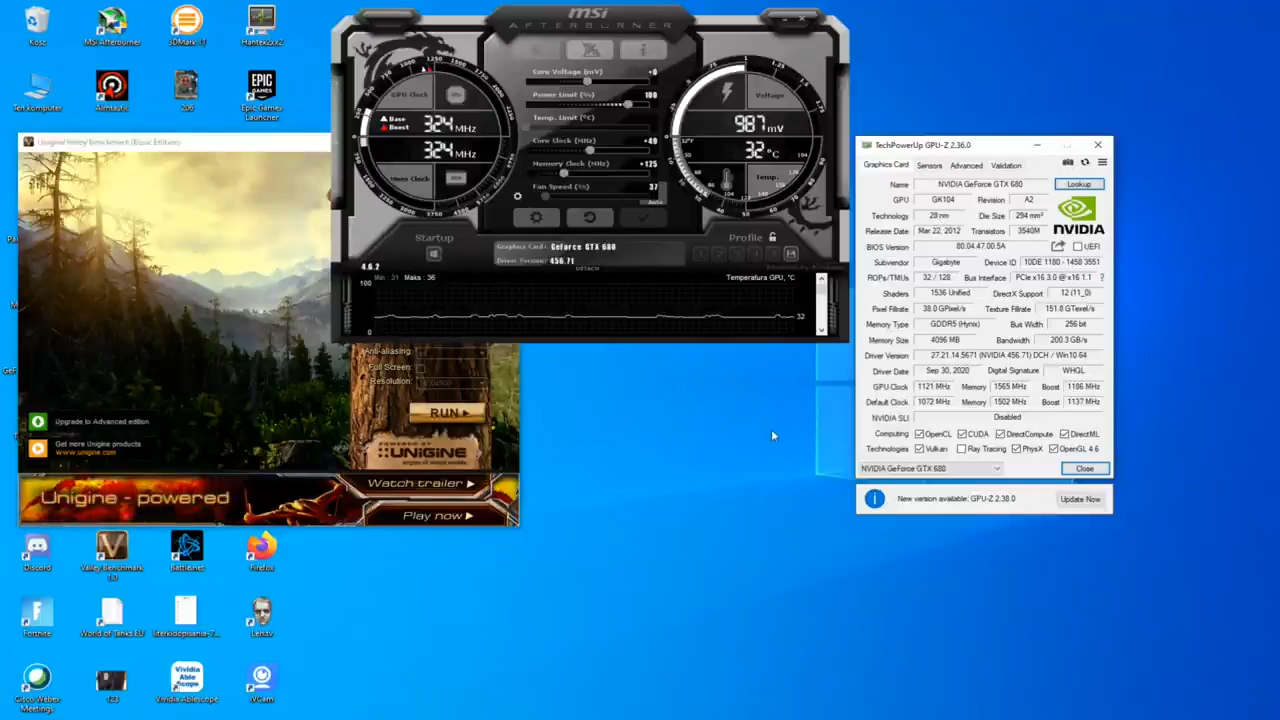 Kosz
MSI Afterburner
3DMark 11
Hantek2xx2
Ten komputer
206
Epic Games
Launcher
msi
AFTERBURNER
GPU Clock
Base
Boost
324 MHz
324 MHz
Mem Clock
Core Voltage (mV) +0
Power Limit (%) 100
Temp. Limit (°C)
Core Clock (MHz) +49
Memory Clock (MHz) +125
Fan Speed (%) 37
Auto
Voltage
987 mV
32 °C
Temp.
Startup
Profile
Graphics Card: GeForce GTX 680
Driver Version: 456.71
DETACH
4.6.2
Min : 31 Maks : 36
Temperatura GPU, °C
100
0
32
Anti-aliasing:
Full Screen:
Resolution:
RUN
Upgrade to Advanced edition
Get more Unigine products
www.unigine.com
POWERED BY
UNIGINE
Unigine - powered
Watch trailer
Play now
TechPowerUp GPU-Z 2.36.0
Graphics Card Sensors Advanced Validation
Name NVIDIA GeForce GTX 680 Lookup
GPU GK104 Revision A2
Technology 28 nm Die Size 294 mm²
Release Date Mar 22, 2012 Transistors 3540M
NVIDIA
BIOS Version 80.04.47.00.5A UEFI
Subvendor Gigabyte Device ID 10DE 1180 - 1458 3551
ROPs/TMUs 32 / 128 Bus Interface PCIe x16 3.0 @ x16 1.1 ?
Shaders 1536 Unified DirectX Support 12 (11_0)
Pixel Fillrate 38.0 GPixel/s Texture Fillrate 151.8 GTexel/s
Memory Type GDDR5 (Hynix) Bus Width 256 bit
Memory Size 4096 MB Bandwidth 200.3 GB/s
Driver Version 27.21.14.5671 (NVIDIA 456.71) DCH / Win10 64
Driver Date Sep 30, 2020 Digital Signature WHQL
GPU Clock 1121 MHz Memory 1565 MHz Boost 1186 MHz
Default Clock 1072 MHz Memory 1502 MHz Boost 1137 MHz
NVIDIA SLI Disabled
Computing OpenCL CUDA DirectCompute DirectML
Technologies Vulkan Ray Tracing PhysX OpenGL 4.6
NVIDIA GeForce GTX 680 Close
New version available: GPU-Z 2.38.0 Update Now
Discord
Valley Benchmark
1.0
Battle.net
Firefox
Fortnite
World of Tanks EU
Cisco Webex
Meetings
123
Vividia
Able
Scope
Vividia Ablescope
iVCam